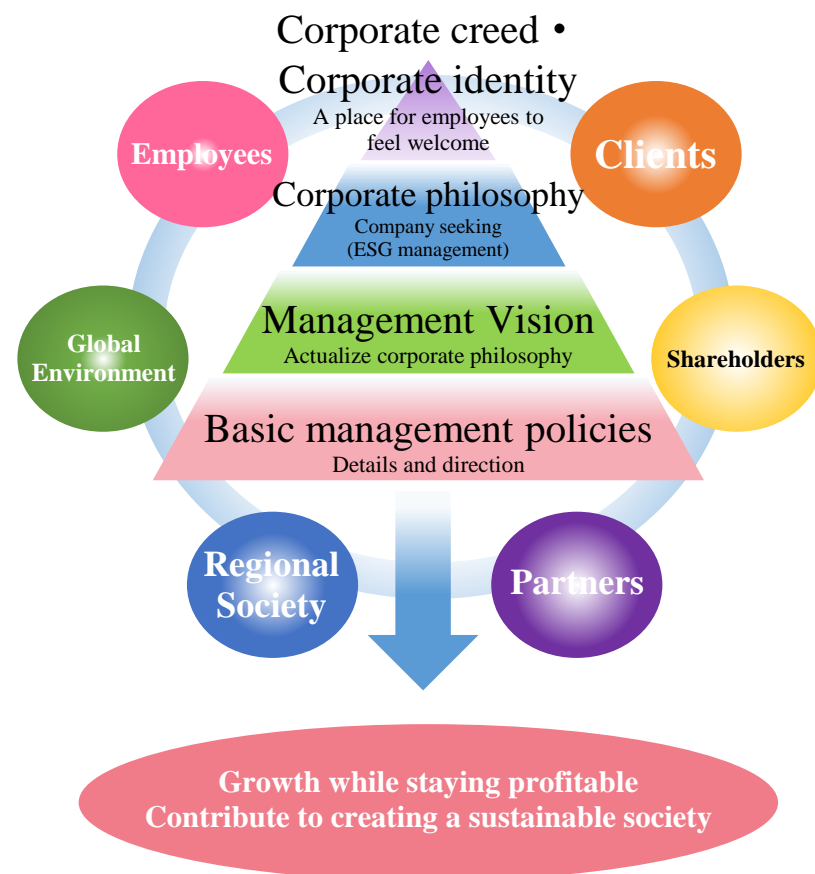 Corporate creed •
Corporate identity
A place for employees to
feel welcome
Employees
Clients
Corporate philosophy
Company seeking
(ESG management)
Global
Environment
Management Vision
Actualize corporate philosophy
Shareholders
Basic management policies
Details and direction
Regional
Society
Partners
Growth while staying profitable
Contribute to creating a sustainable society